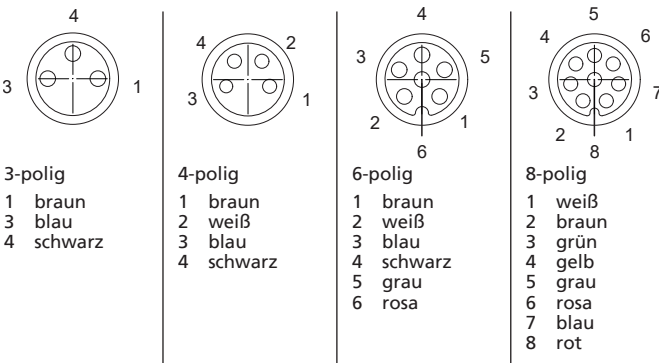 4
3
1
3-polig
1 braun
3 blau
4 schwarz
4
2
3
1
4-polig
1 braun
2 weiß
3 blau
4 schwarz
4
3
5
2
1
6
6-polig
1 braun
2 weiß
3 blau
4 schwarz
5 grau
6 rosa
5
4
6
3
7
2
1
8
8-polig
1 weiß
2 braun
3 grün
4 gelb
5 grau
6 rosa
7 blau
8 rot